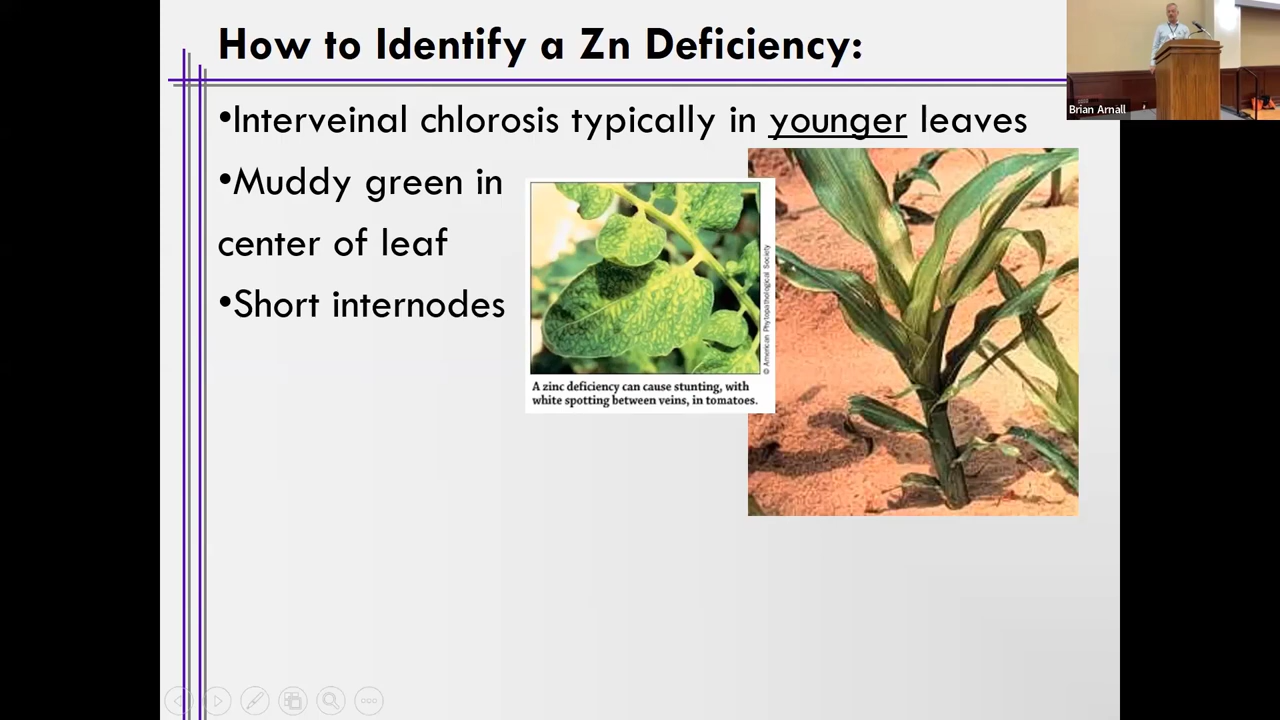 How to Identify a Zn Deficiency:
Brian Arnall
•Interveinal chlorosis typically in younger leaves
•Muddy green in
center of leaf
•Short internodes
© American Phytopathological Society
A zinc deficiency can cause stunting, with
white spotting between veins, in tomatoes.